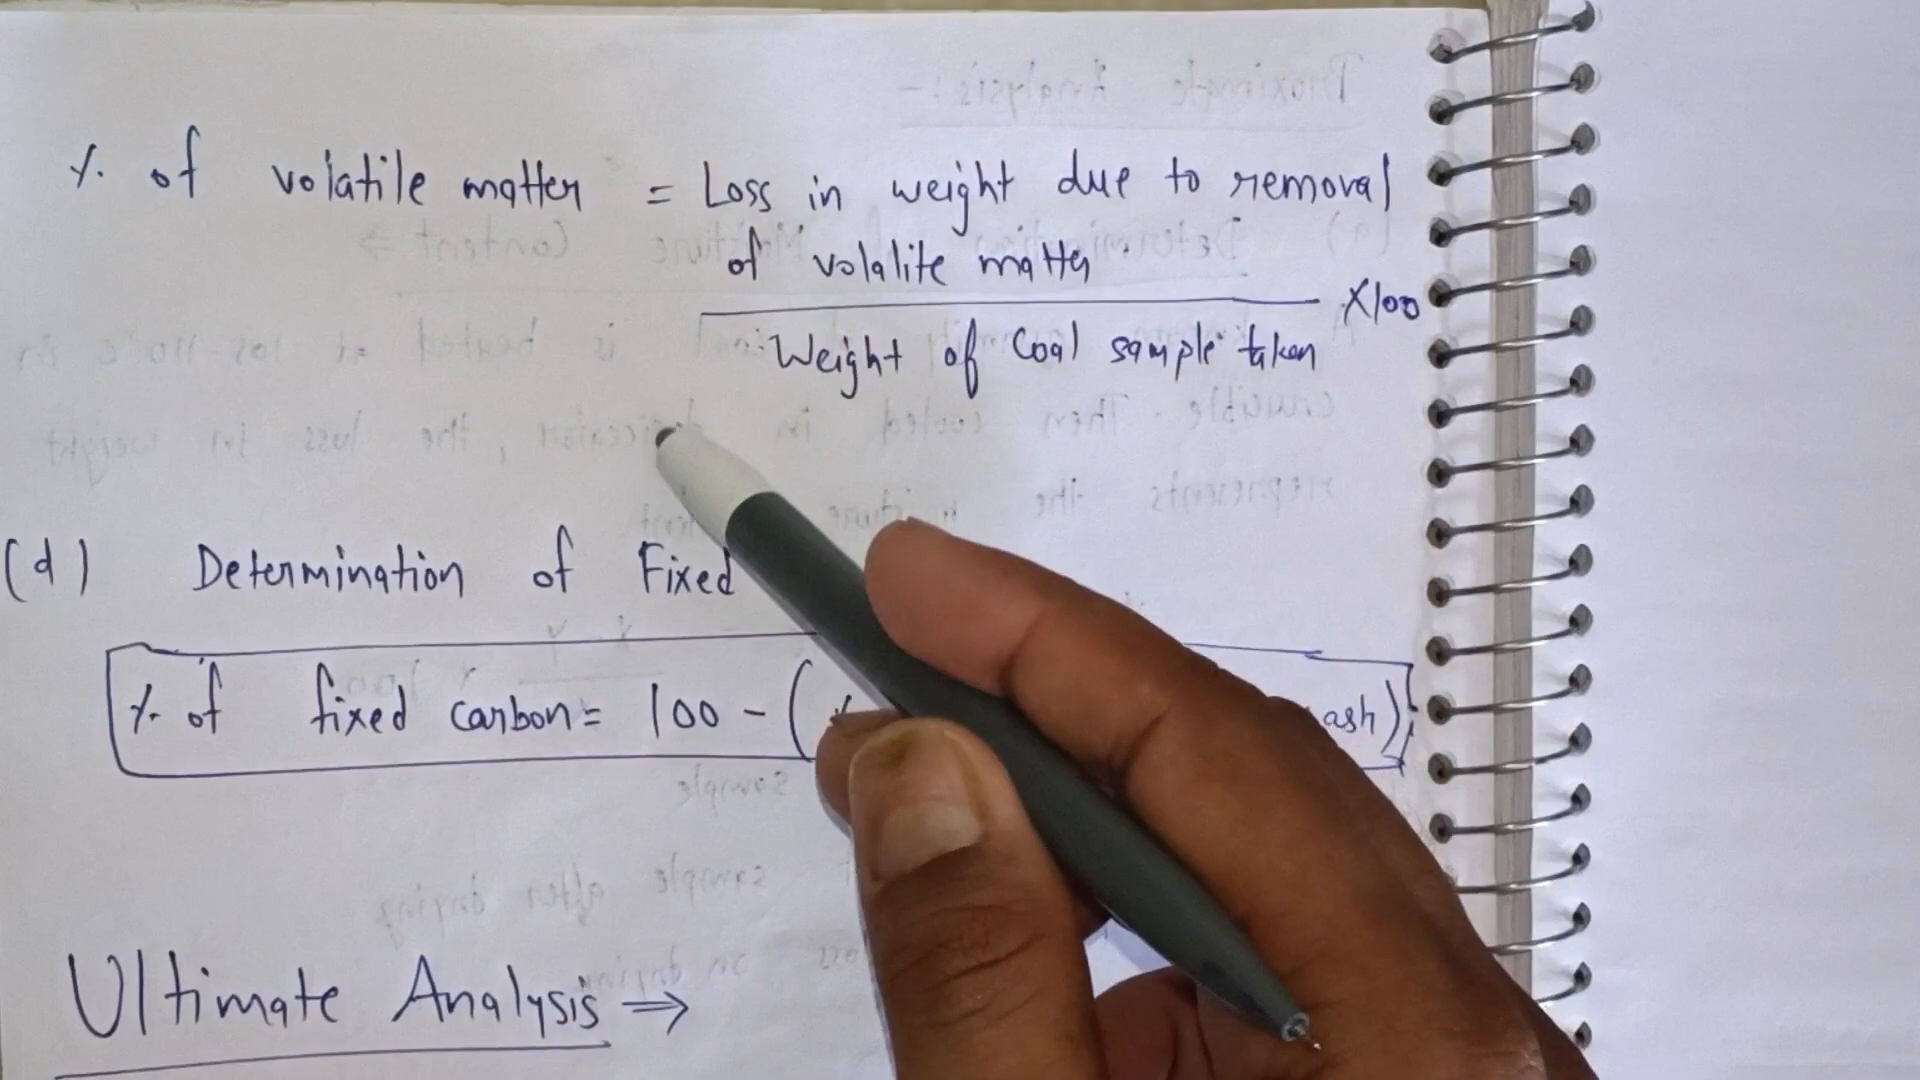 % of volatile matter = Loss in weight due to removal
of volalite matter
X100
Weight of Coal sample taken
(d) Determination of Fixed
% of fixed carbon = 100 - ( % ash)
Ultimate Analysis ⇒